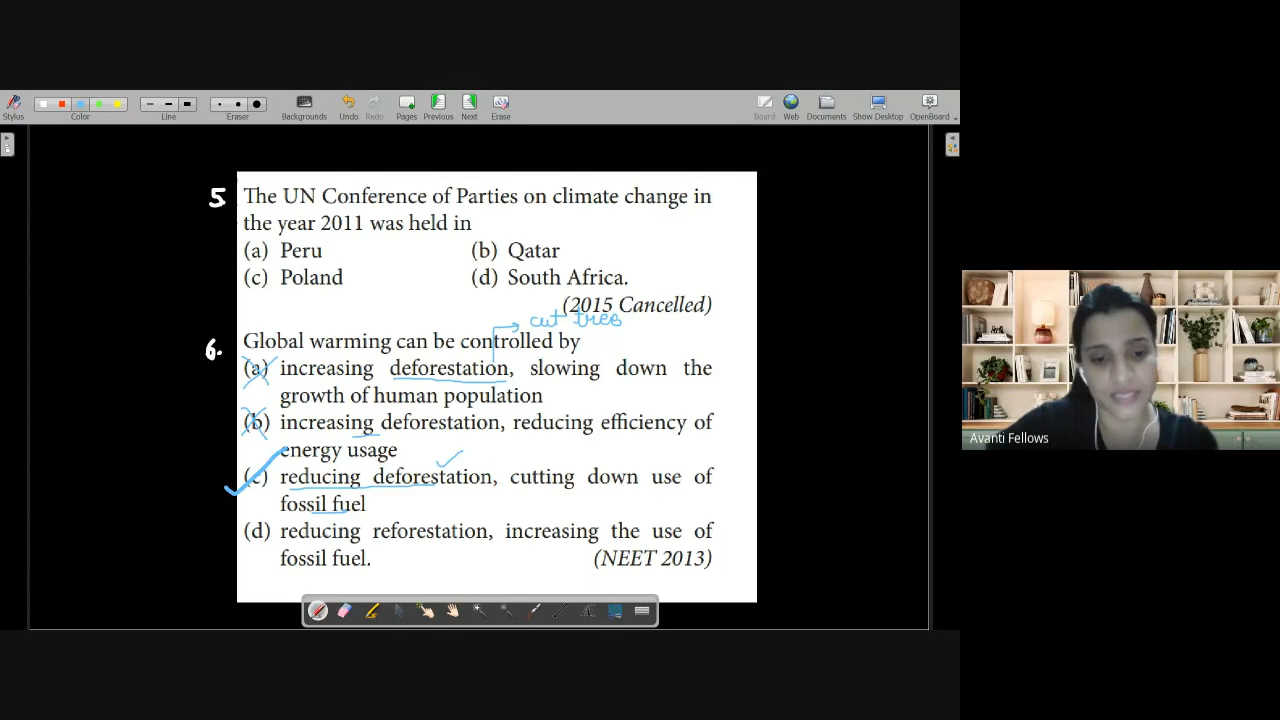 Stylus
Color
Line
Eraser
Backgrounds
Undo
Redo
Pages
Previous
Next
Erase
Board
Web
Documents
Show Desktop
OpenBoard
5. The UN Conference of Parties on climate change in
the year 2011 was held in
(a) Peru (b) Qatar
(c) Poland (d) South Africa.
(2015 Cancelled)
cut tree
6. Global warming can be controlled by
(a) increasing deforestation, slowing down the
growth of human population
(b) increasing deforestation, reducing efficiency of
energy usage
(c) reducing deforestation, cutting down use of
fossil fuel
(d) reducing reforestation, increasing the use of
fossil fuel. (NEET 2013)
Avanti Fellows